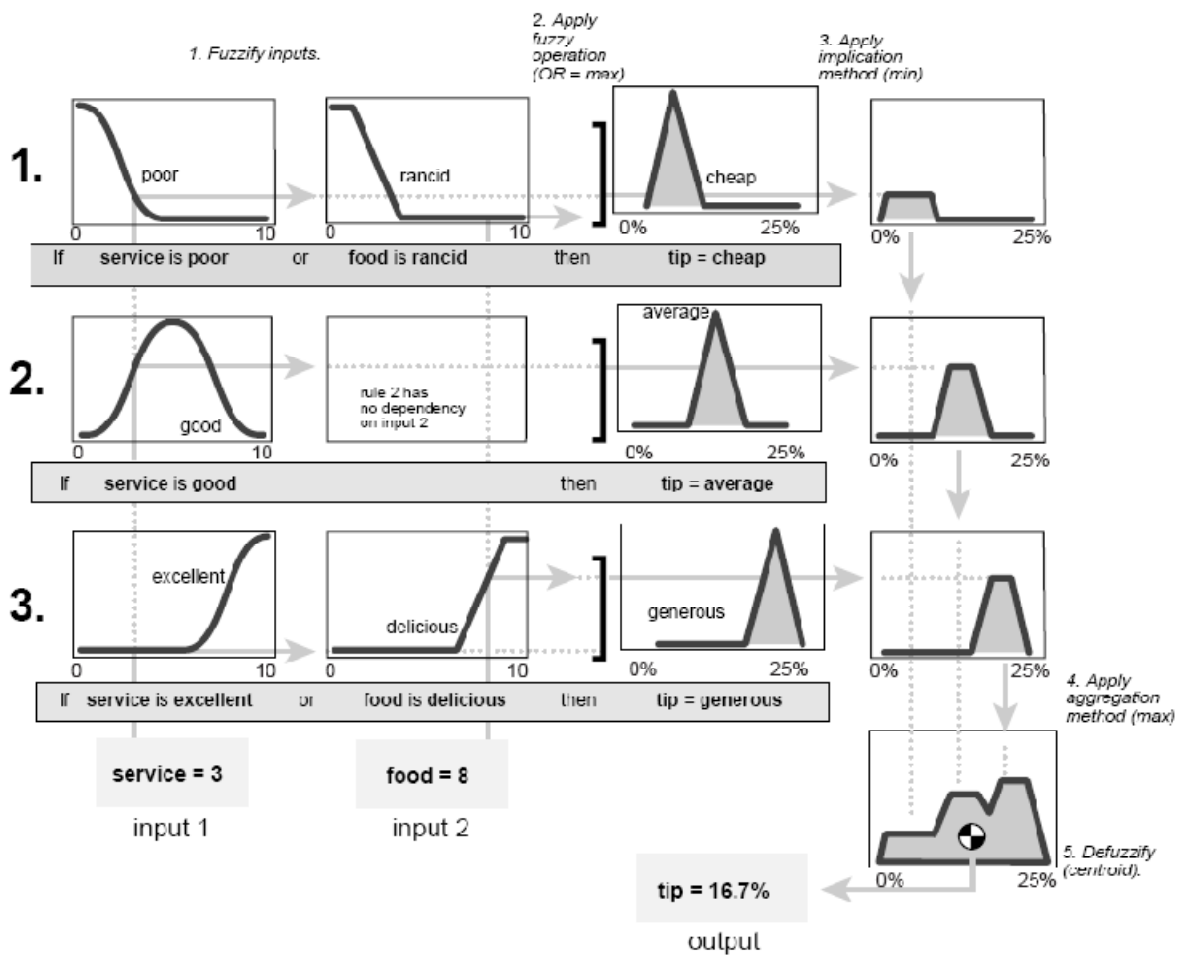 1. Fuzzify inputs.
2. Apply
fuzzy
operation
(OR = max)
3. Apply
implication
method (min)
1.
poor
0
10
rancid
0
10
cheap
0%
25%
0%
25%
If service is poor or food is rancid then tip = cheap
2.
good
0
10
rule 2 has
no dependency
on input 2
average
0%
25%
0%
25%
If service is good then tip = average
3.
excellent
0
10
delicious
0
10
generous
0%
25%
0%
25%
If service is excellent or food is delicious then tip = generous
4. Apply
aggregation
method (max)
service = 3
input 1
food = 8
input 2
0%
25%
5. Defuzzify
(centroid).
tip = 16.7%
output